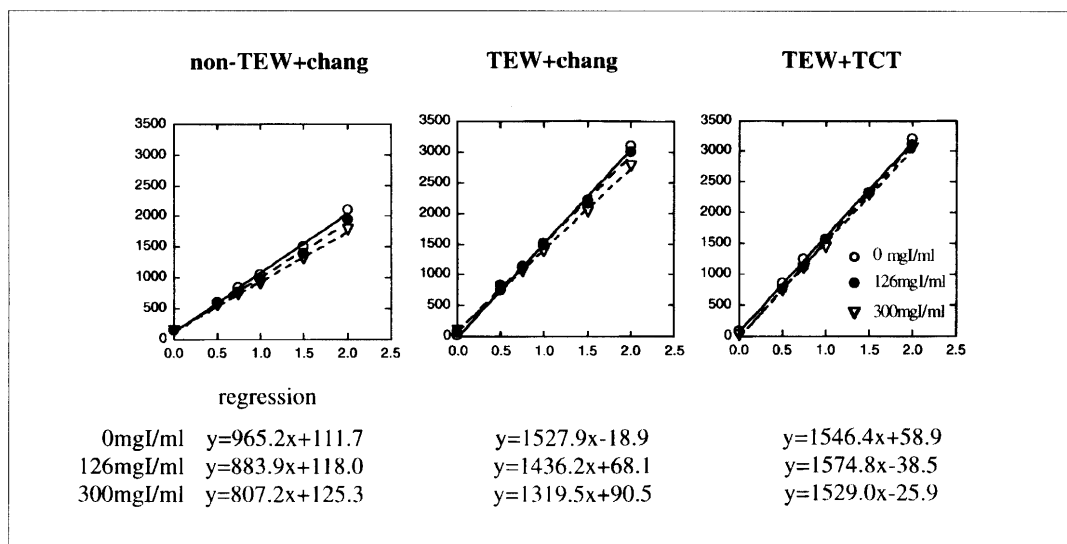 non-TEW+chang TEW+chang TEW+TCT
3500 3500 3500
3000 3000 3000
2500 2500 2500
2000 2000 2000
1500 1500 1500
1000 1000 1000
500 500 500
0 0 0
0.0 0.5 1.0 1.5 2.0 2.5 0.0 0.5 1.0 1.5 2.0 2.5 0.0 0.5 1.0 1.5 2.0 2.5
0 mgI/ml
126mgI/ml
300mgI/ml
regression
0mgI/ml y=965.2x+111.7 y=1527.9x-18.9 y=1546.4x+58.9
126mgI/ml y=883.9x+118.0 y=1436.2x+68.1 y=1574.8x-38.5
300mgI/ml y=807.2x+125.3 y=1319.5x+90.5 y=1529.0x-25.9